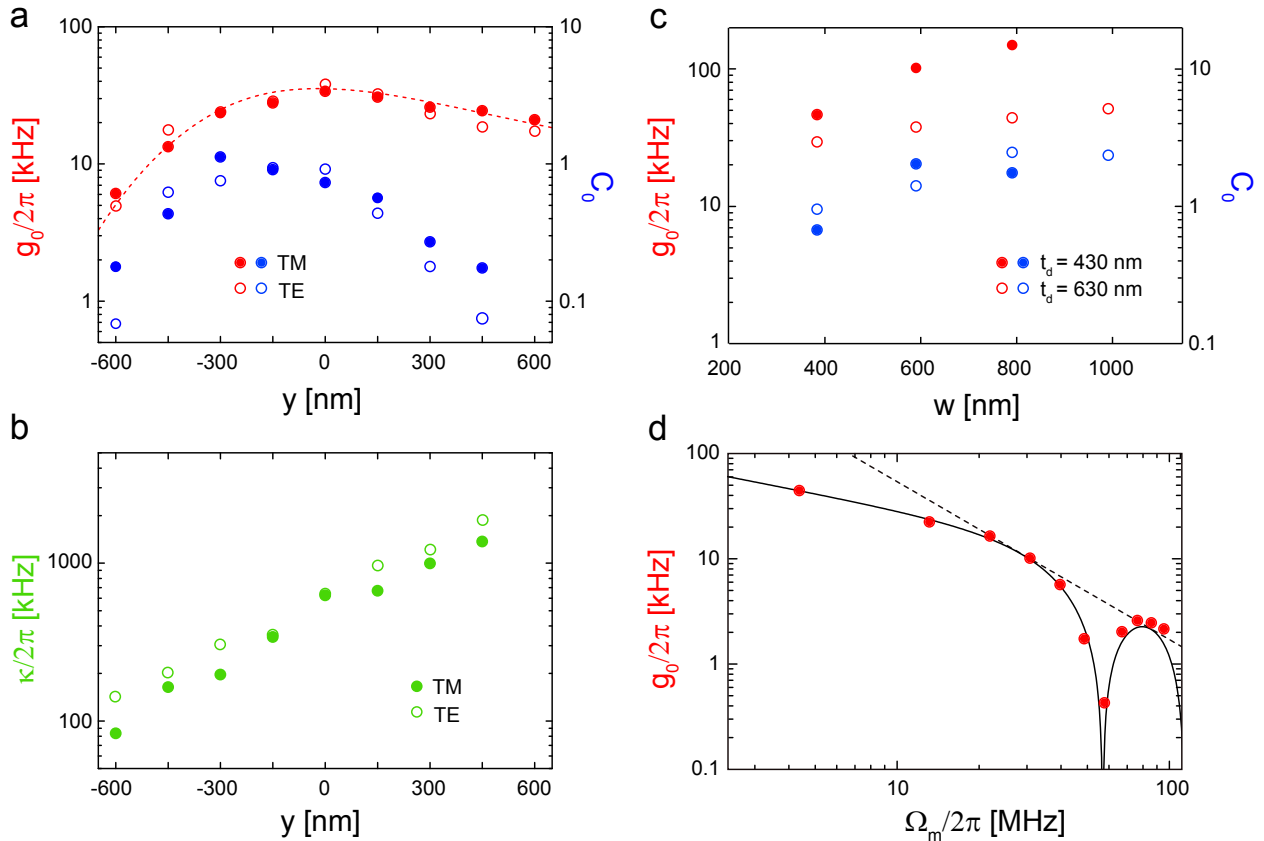 a
100
10
1
g₀/2π [kHz]
10
1
0.1
C₀
TM
TE
-600
-300
0
300
600
y [nm]
c
100
10
1
g₀/2π [kHz]
10
1
0.1
C₀
t_d = 430 nm
t_d = 630 nm
200
400
600
800
1000
w [nm]
b
1000
100
κ/2π [kHz]
TM
TE
-600
-300
0
300
600
y [nm]
d
100
10
1
0.1
g₀/2π [kHz]
10
100
Ω_m/2π [MHz]